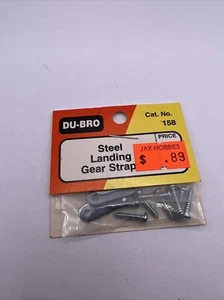 DU-BRO
Cat. No.
158
Steel
Landing
Gear Strap
PRICE
JAX HOBBIES
$ .89